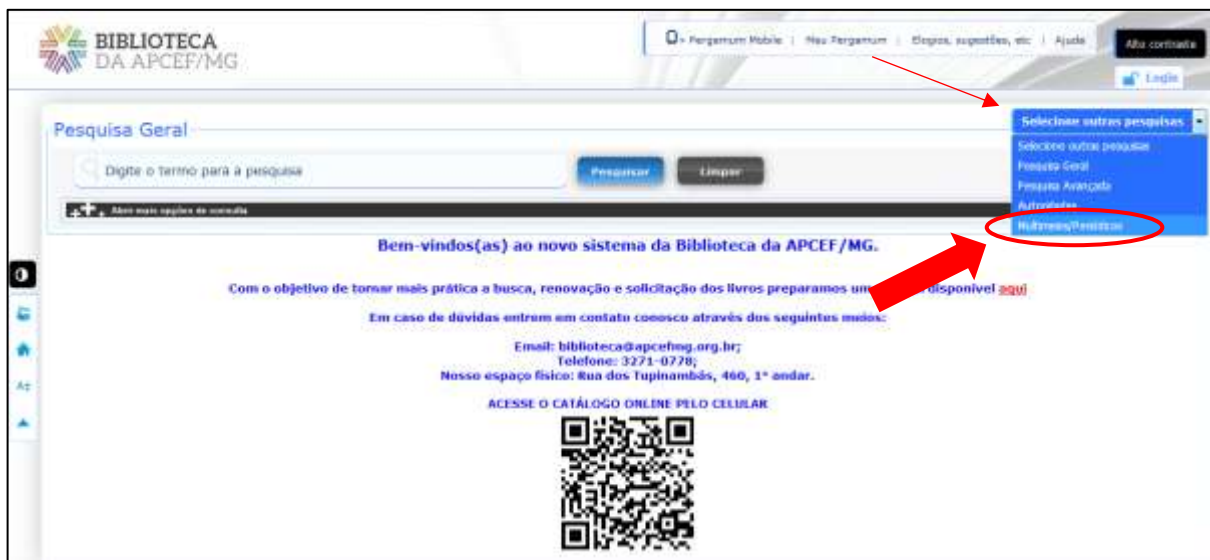 BIBLIOTECA
DA APCEF/MG
Pergamum Mobile | Meu Pergamum | Elogios, sugestões, etc | Ajuda
Alto contraste
Login
Pesquisa Geral
Selecione outras pesquisas
Digite o termo para a pesquisa
Pesquisar
Limpar
Selecione outras pesquisas
Pesquisa Geral
Pesquisa Avançada
Autoridades
Abrir mais opções de consulta
Multimeios/Periódicos
Bem-vindos(as) ao novo sistema da Biblioteca da APCEF/MG.
Com o objetivo de tornar mais prática a busca, renovação e solicitação dos livros preparamos um disponível aqui
Em caso de dúvidas entrem em contato conosco através dos seguintes meios:
Email: biblioteca@apcefmg.org.br;
Telefone: 3271-0778;
Nosso espaço físico: Rua dos Tupinambás, 460, 1º andar.
ACESSE O CATÁLOGO ONLINE PELO CELULAR
A±